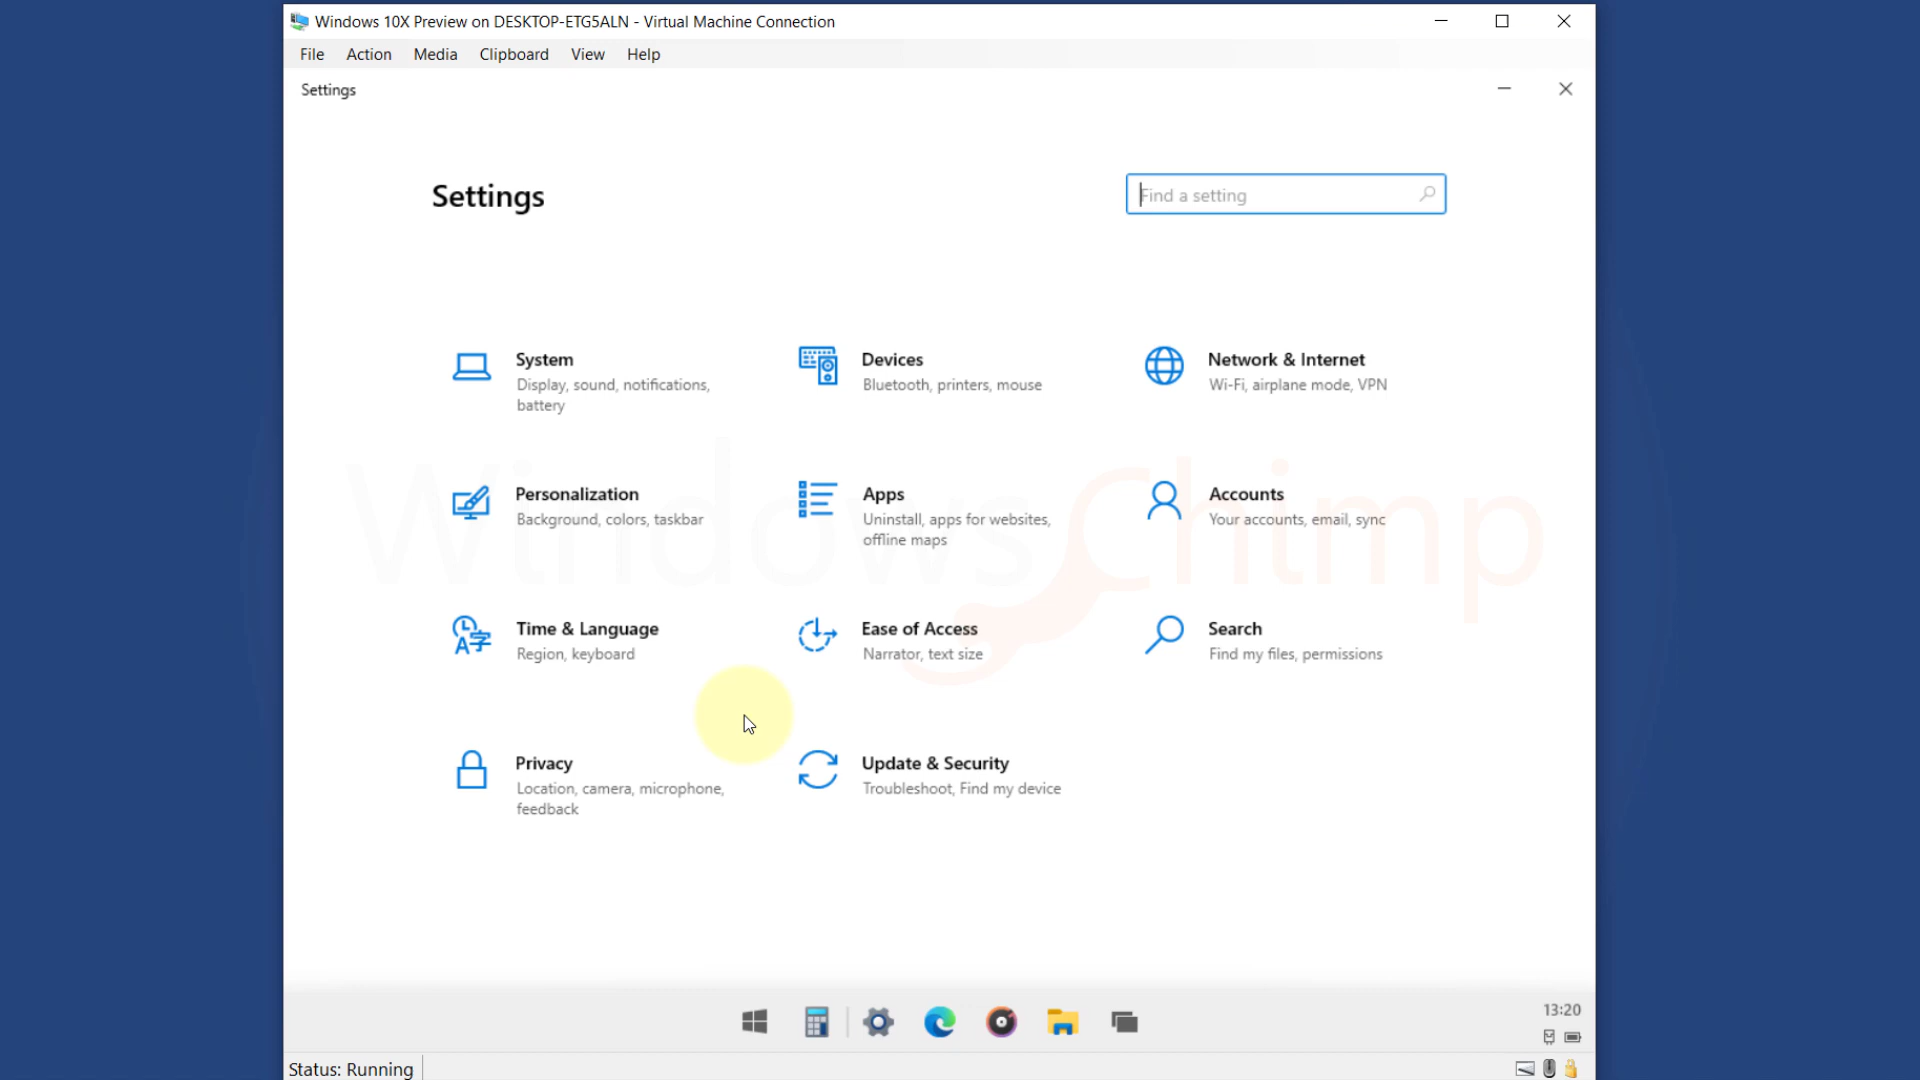 Windows 10X Preview on DESKTOP-ETG5ALN - Virtual Machine Connection
File Action Media Clipboard View Help
Settings
Settings
Find a setting
System
Display, sound, notifications,
battery
Devices
Bluetooth, printers, mouse
Network & Internet
Wi-Fi, airplane mode, VPN
Personalization
Background, colors, taskbar
Apps
Uninstall, apps for websites,
offline maps
Accounts
Your accounts, email, sync
WindowsChimp
Time & Language
Region, keyboard
Ease of Access
Narrator, text size
Search
Find my files, permissions
Privacy
Location, camera, microphone,
feedback
Update & Security
Troubleshoot, Find my device
13:20
Status: Running